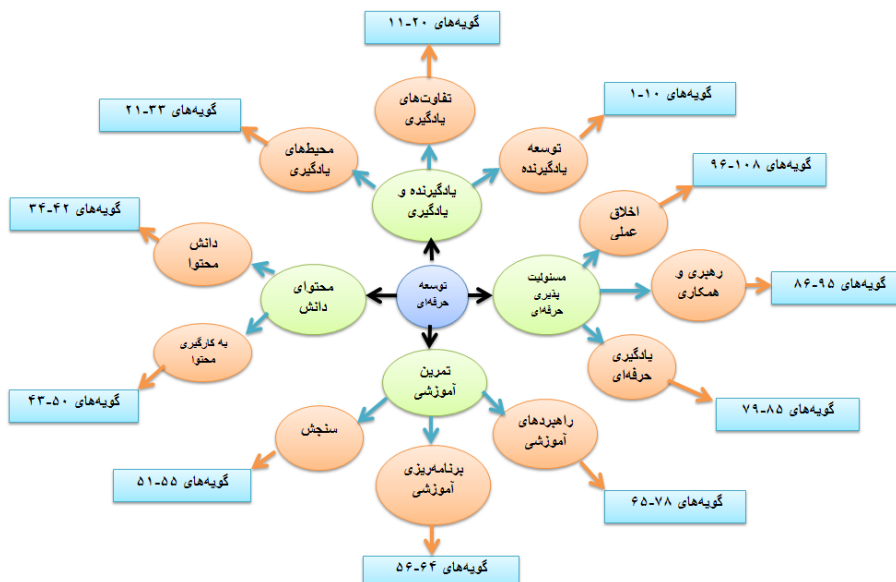 گویه‌های ۲۰-۱۱
گویه‌های ۱۰-۱
گویه‌های ۳۳-۲۱
تفاوت‌های
یادگیری
توسعه
یادگیرنده
محیط‌های
یادگیری
گویه‌های ۱۰۸-۹۶
یادگیرنده و
یادگیری
اخلاق
عملی
گویه‌های ۴۲-۳۴
دانش
محتوا
رهبری و
همکاری
گویه‌های ۹۵-۸۶
مسئولیت
پذیری
حرفه‌ای
توسعه
حرفه‌ای
محتوای
دانش
به کارگیری
محتوا
یادگیری
حرفه‌ای
گویه‌های ۵۰-۴۳
گویه‌های ۸۵-۷۹
تمرین
آموزشی
راهبردهای
آموزشی
سنجش
برنامه‌ریزی
آموزشی
گویه‌های ۵۵-۵۱
گویه‌های ۷۸-۶۵
گویه‌های ۶۴-۵۶